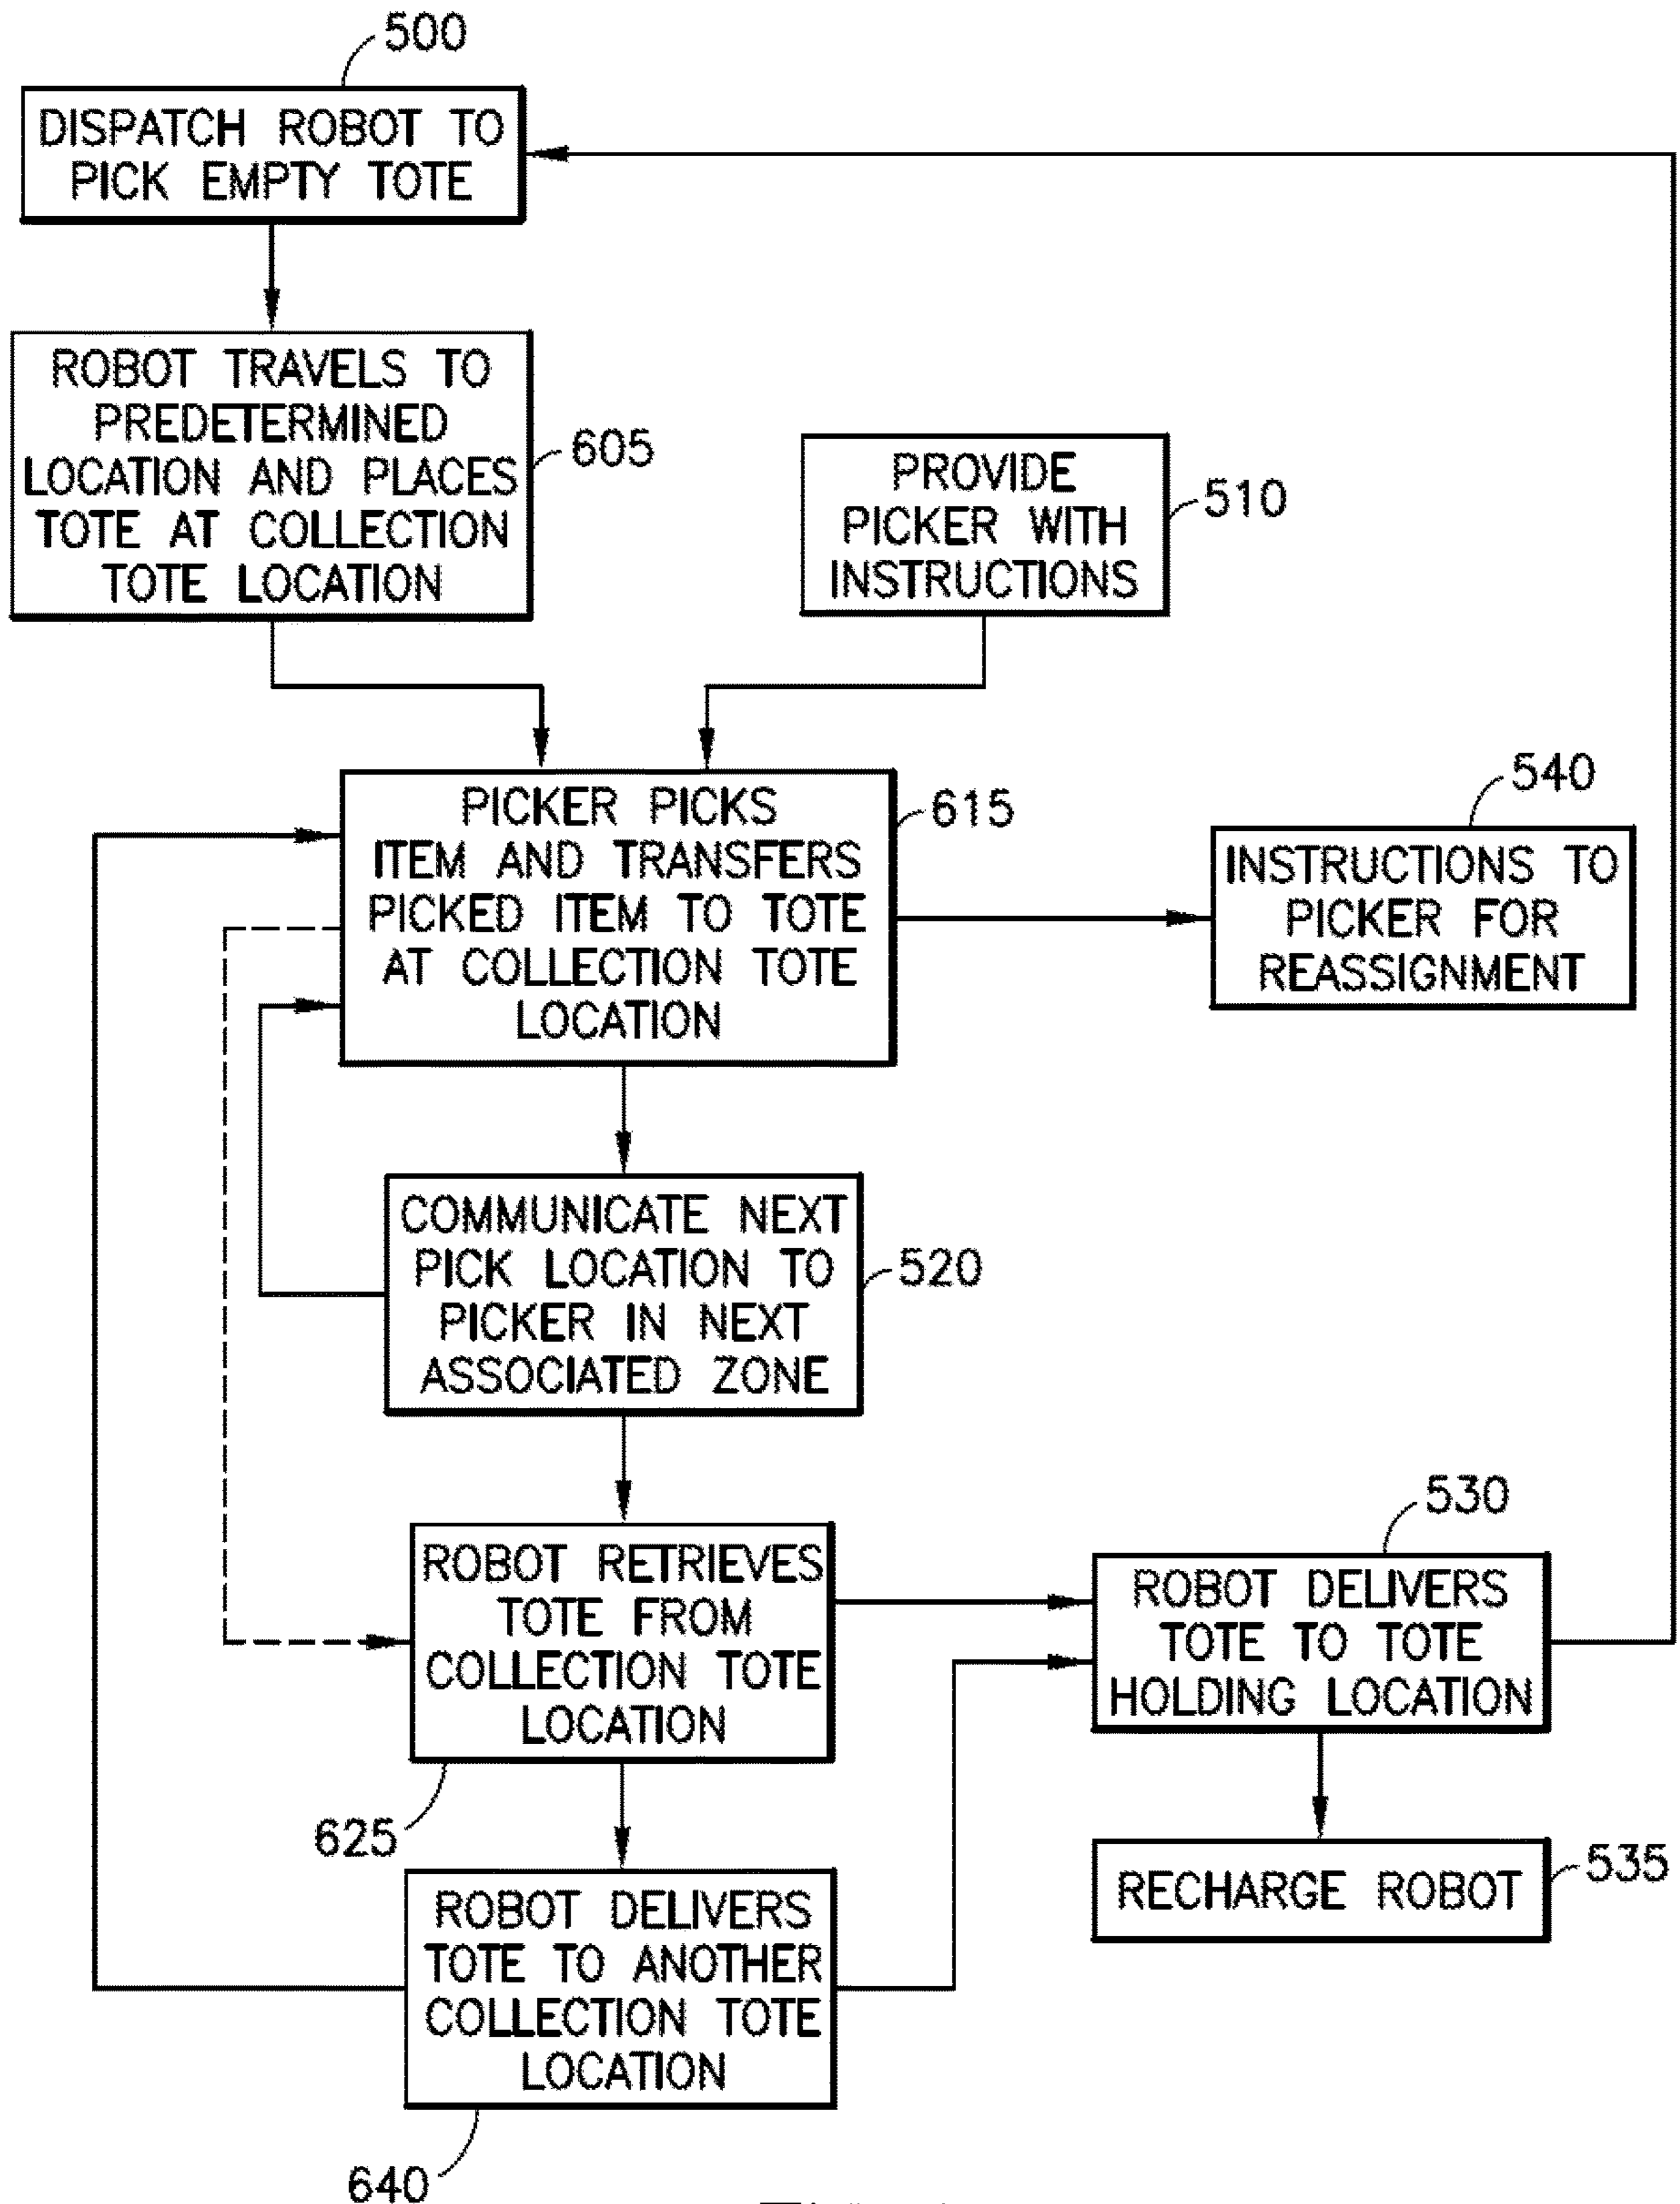 500
DISPATCH ROBOT TO
PICK EMPTY TOTE
ROBOT TRAVELS TO
PREDETERMINED
LOCATION AND PLACES
TOTE AT COLLECTION
TOTE LOCATION
605
PROVIDE
PICKER WITH
INSTRUCTIONS
510
PICKER PICKS
ITEM AND TRANSFERS
PICKED ITEM TO TOTE
AT COLLECTION TOTE
LOCATION
615
540
INSTRUCTIONS TO
PICKER FOR
REASSIGNMENT
COMMUNICATE NEXT
PICK LOCATION TO
PICKER IN NEXT
ASSOCIATED ZONE
520
ROBOT RETRIEVES
TOTE FROM
COLLECTION TOTE
LOCATION
625
530
ROBOT DELIVERS
TOTE TO TOTE
HOLDING LOCATION
RECHARGE ROBOT
535
ROBOT DELIVERS
TOTE TO ANOTHER
COLLECTION TOTE
LOCATION
640